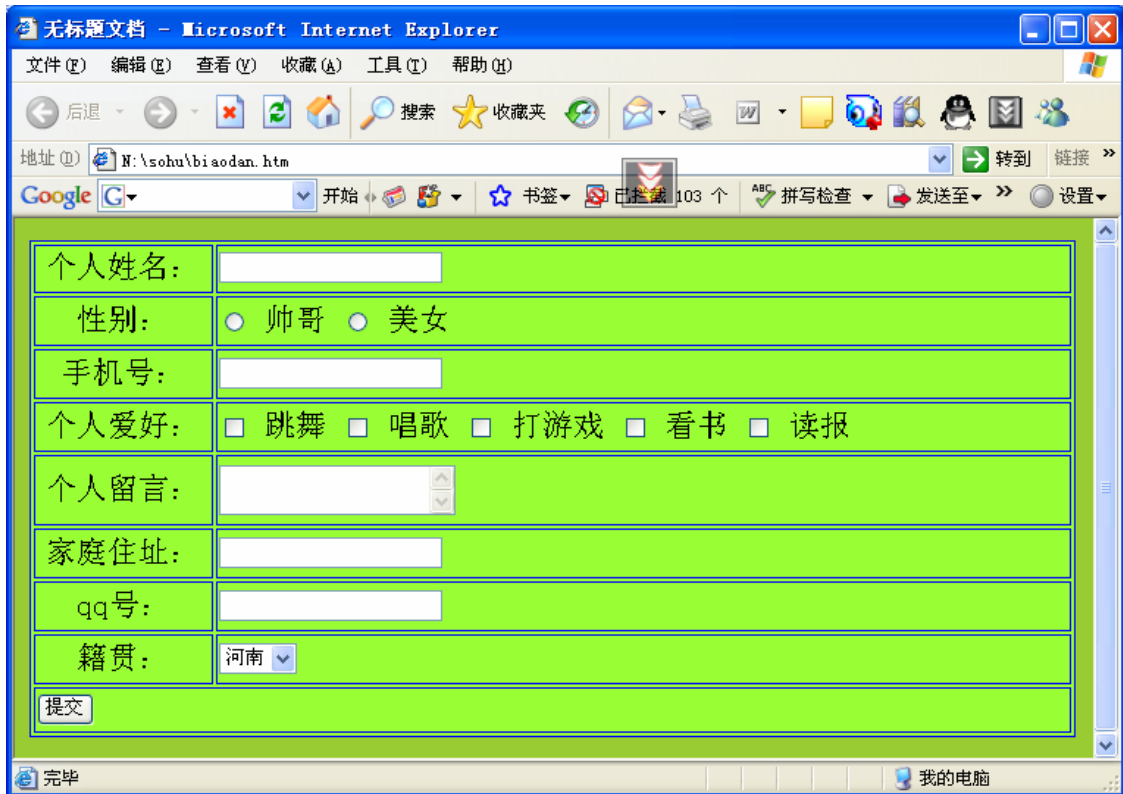 无标题文档 - Microsoft Internet Explorer
文件(F) 编辑(E) 查看(V) 收藏(A) 工具(T) 帮助(H)
后退 搜索 收藏夹
地址(D) N:\sohu\biaodan.htm 转到 链接 »
Google G 开始 书签 已拦截 103 个 ABC 拼写检查 发送至 » 设置
个人姓名:
性别: 帅哥 美女
手机号:
个人爱好: 跳舞 唱歌 打游戏 看书 读报
个人留言:
家庭住址:
qq号:
籍贯: 河南
提交
完毕 我的电脑